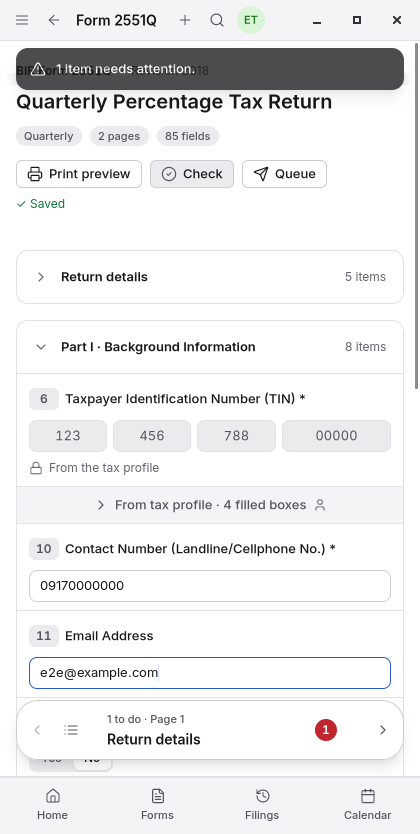 Form 2551Q
ET
1 item needs attention.
Quarterly Percentage Tax Return
Quarterly
2 pages
85 fields
Print preview
Check
Queue
Saved
Return details
5 items
Part I · Background Information
8 items
6
Taxpayer Identification Number (TIN) *
123
456
788
00000
From the tax profile
From tax profile · 4 filled boxes
10
Contact Number (Landline/Cellphone No.) *
09170000000
11
Email Address
e2e@example.com
1 to do · Page 1
Return details
1
Home
Forms
Filings
Calendar